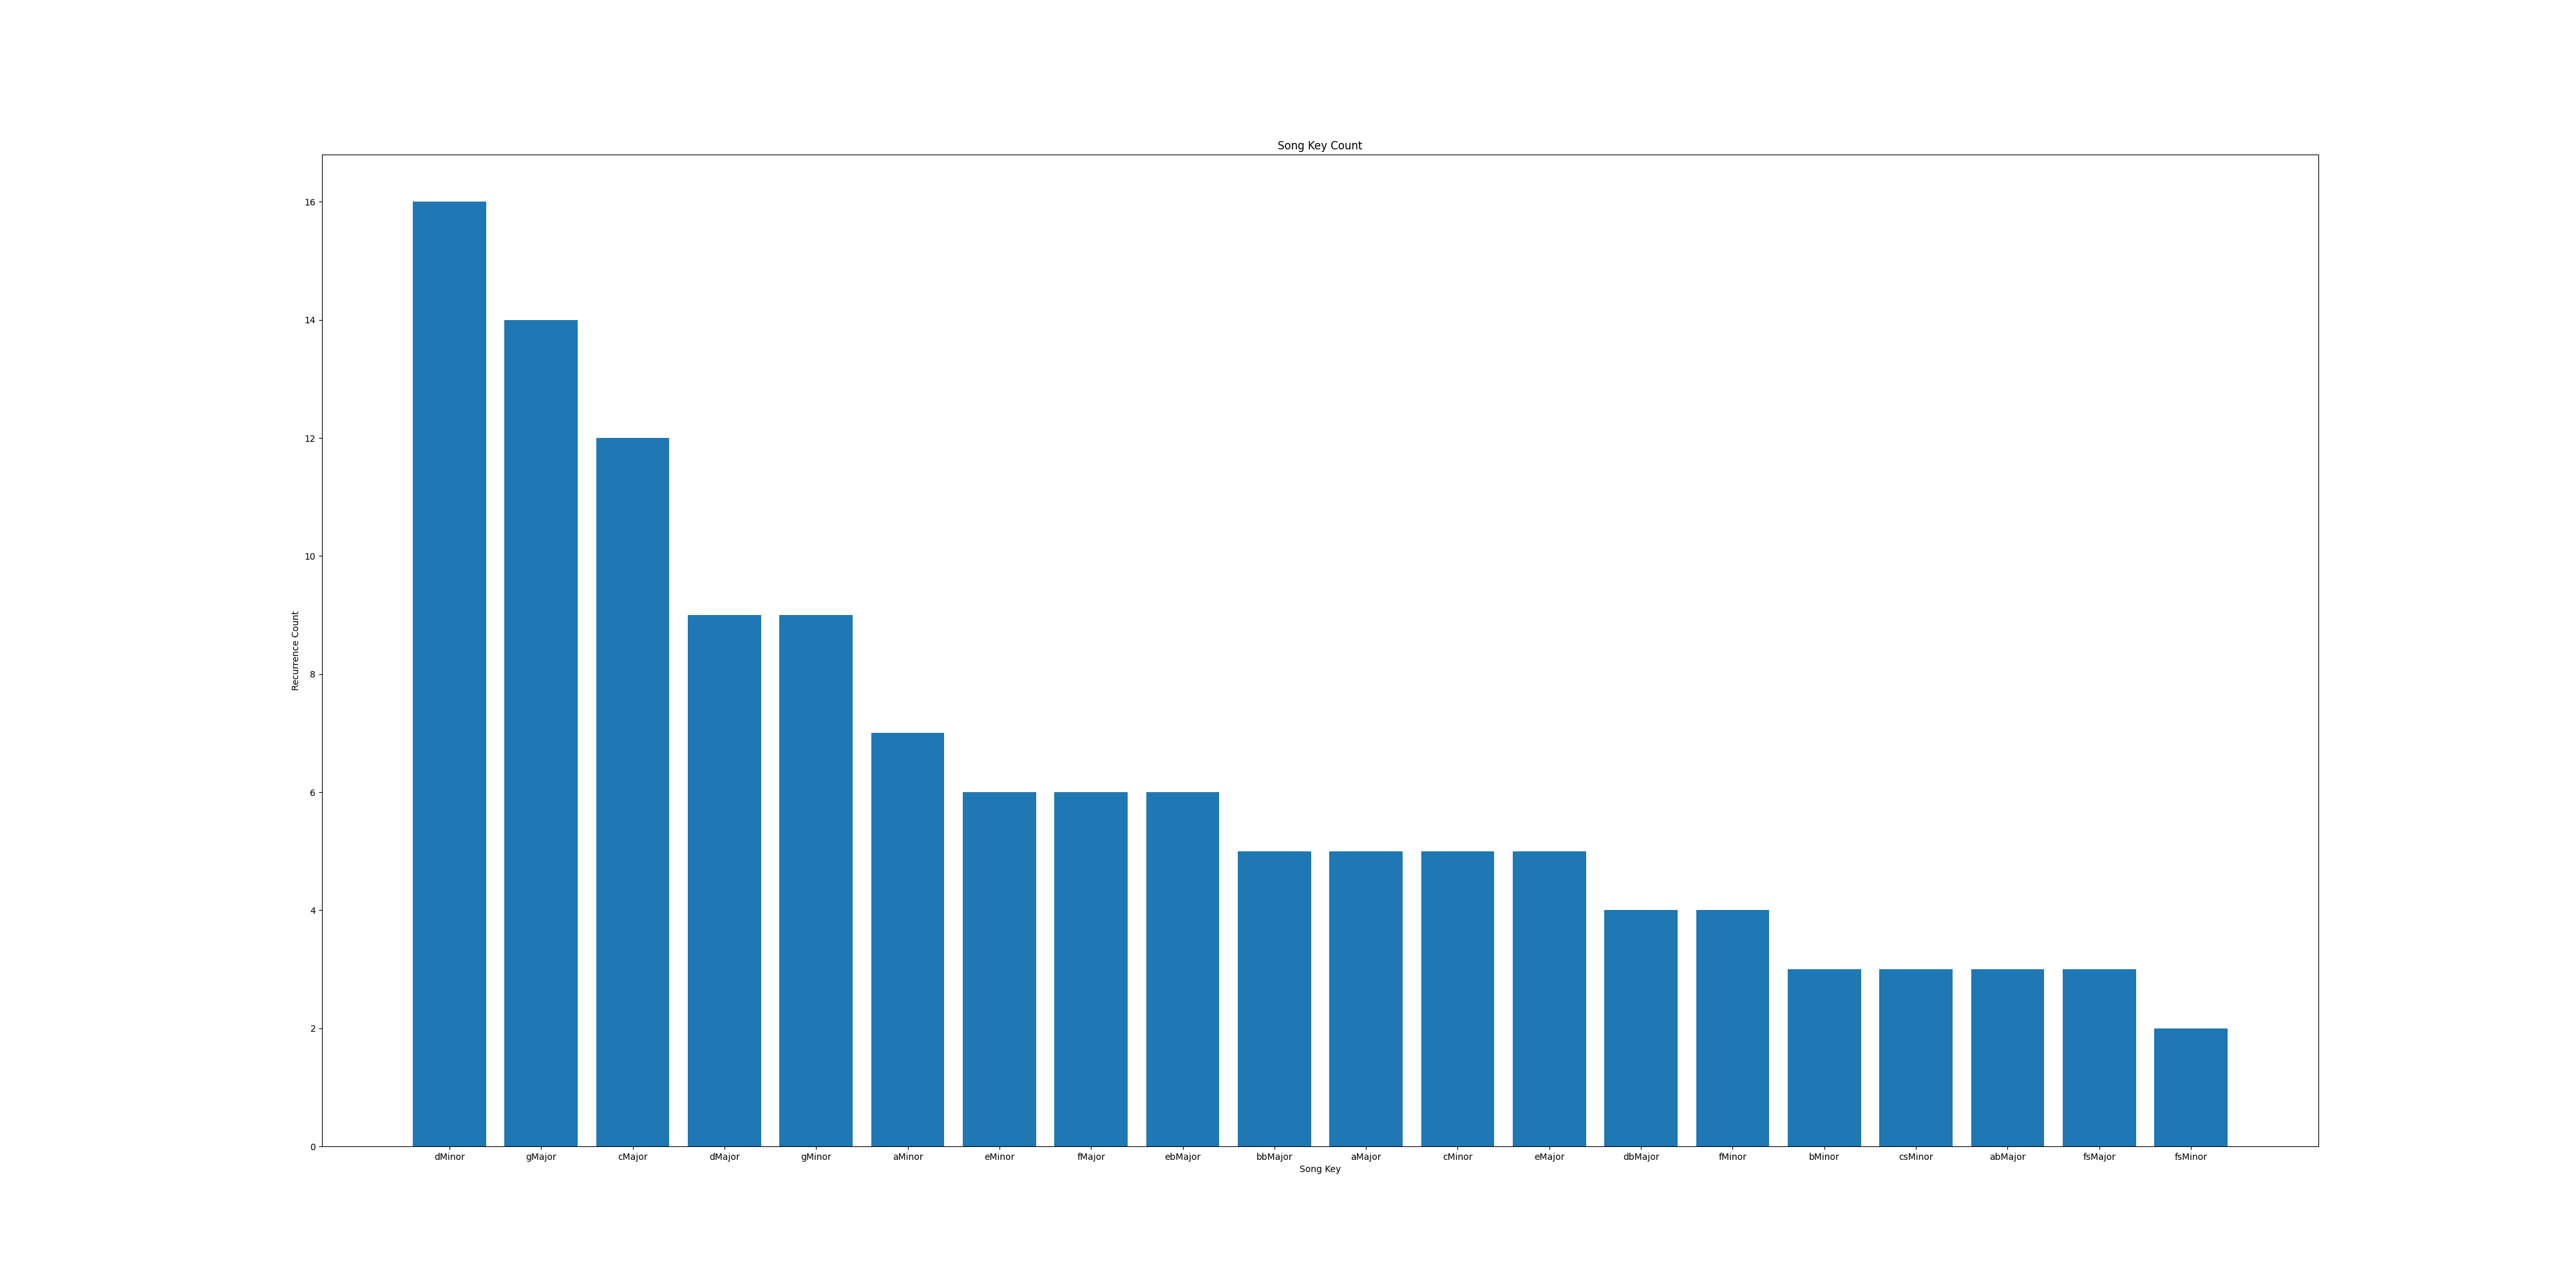 Song Key Count
16
14
12
10
8
6
4
2
0
Recurrence Count
dMinor gMajor cMajor dMajor gMinor aMinor eMinor fMajor ebMajor bbMajor aMajor cMinor eMajor dbMajor fMinor bMinor csMinor abMajor fsMajor fsMinor
Song Key